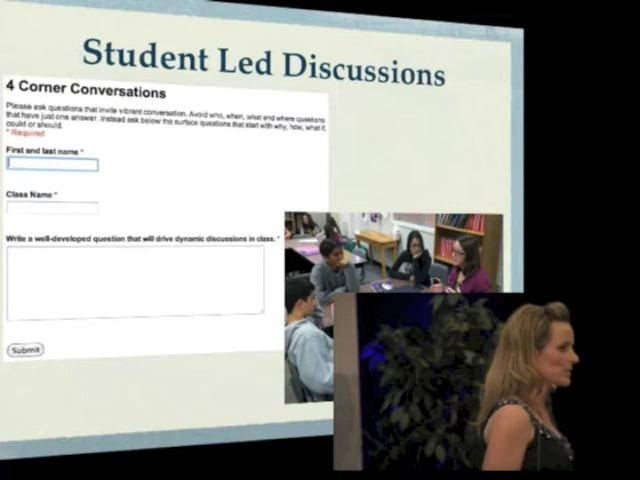 Student Led Discussions
4 Corner Conversations
Please ask questions that invite vibrant conversation. Avoid who, when, what and where questions
that have just one answer. Instead ask below the surface questions that start with why, how, what if,
could or should.
* Required
First and last name *
Class Name *
Write a well-developed question that will drive dynamic discussions in class. *
Submit